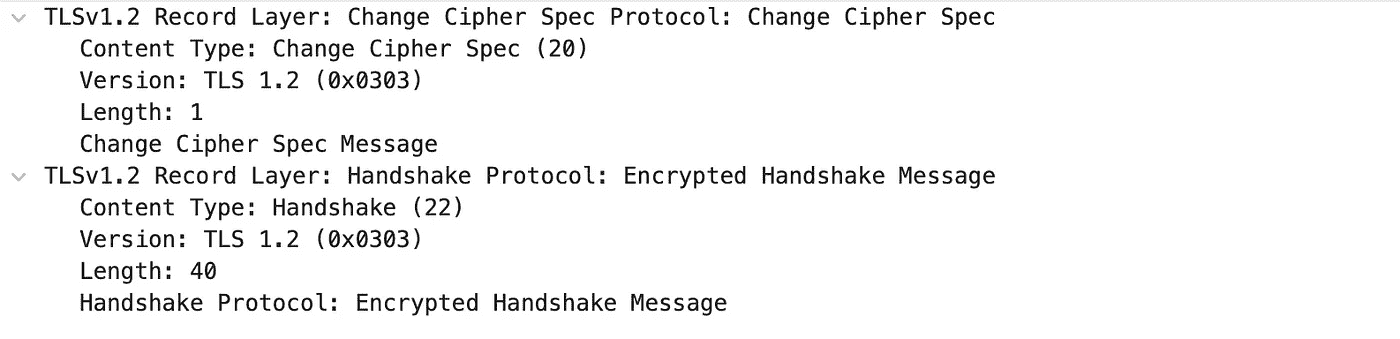 TLSv1.2 Record Layer: Change Cipher Spec Protocol: Change Cipher Spec
Content Type: Change Cipher Spec (20)
Version: TLS 1.2 (0x0303)
Length: 1
Change Cipher Spec Message
TLSv1.2 Record Layer: Handshake Protocol: Encrypted Handshake Message
Content Type: Handshake (22)
Version: TLS 1.2 (0x0303)
Length: 40
Handshake Protocol: Encrypted Handshake Message